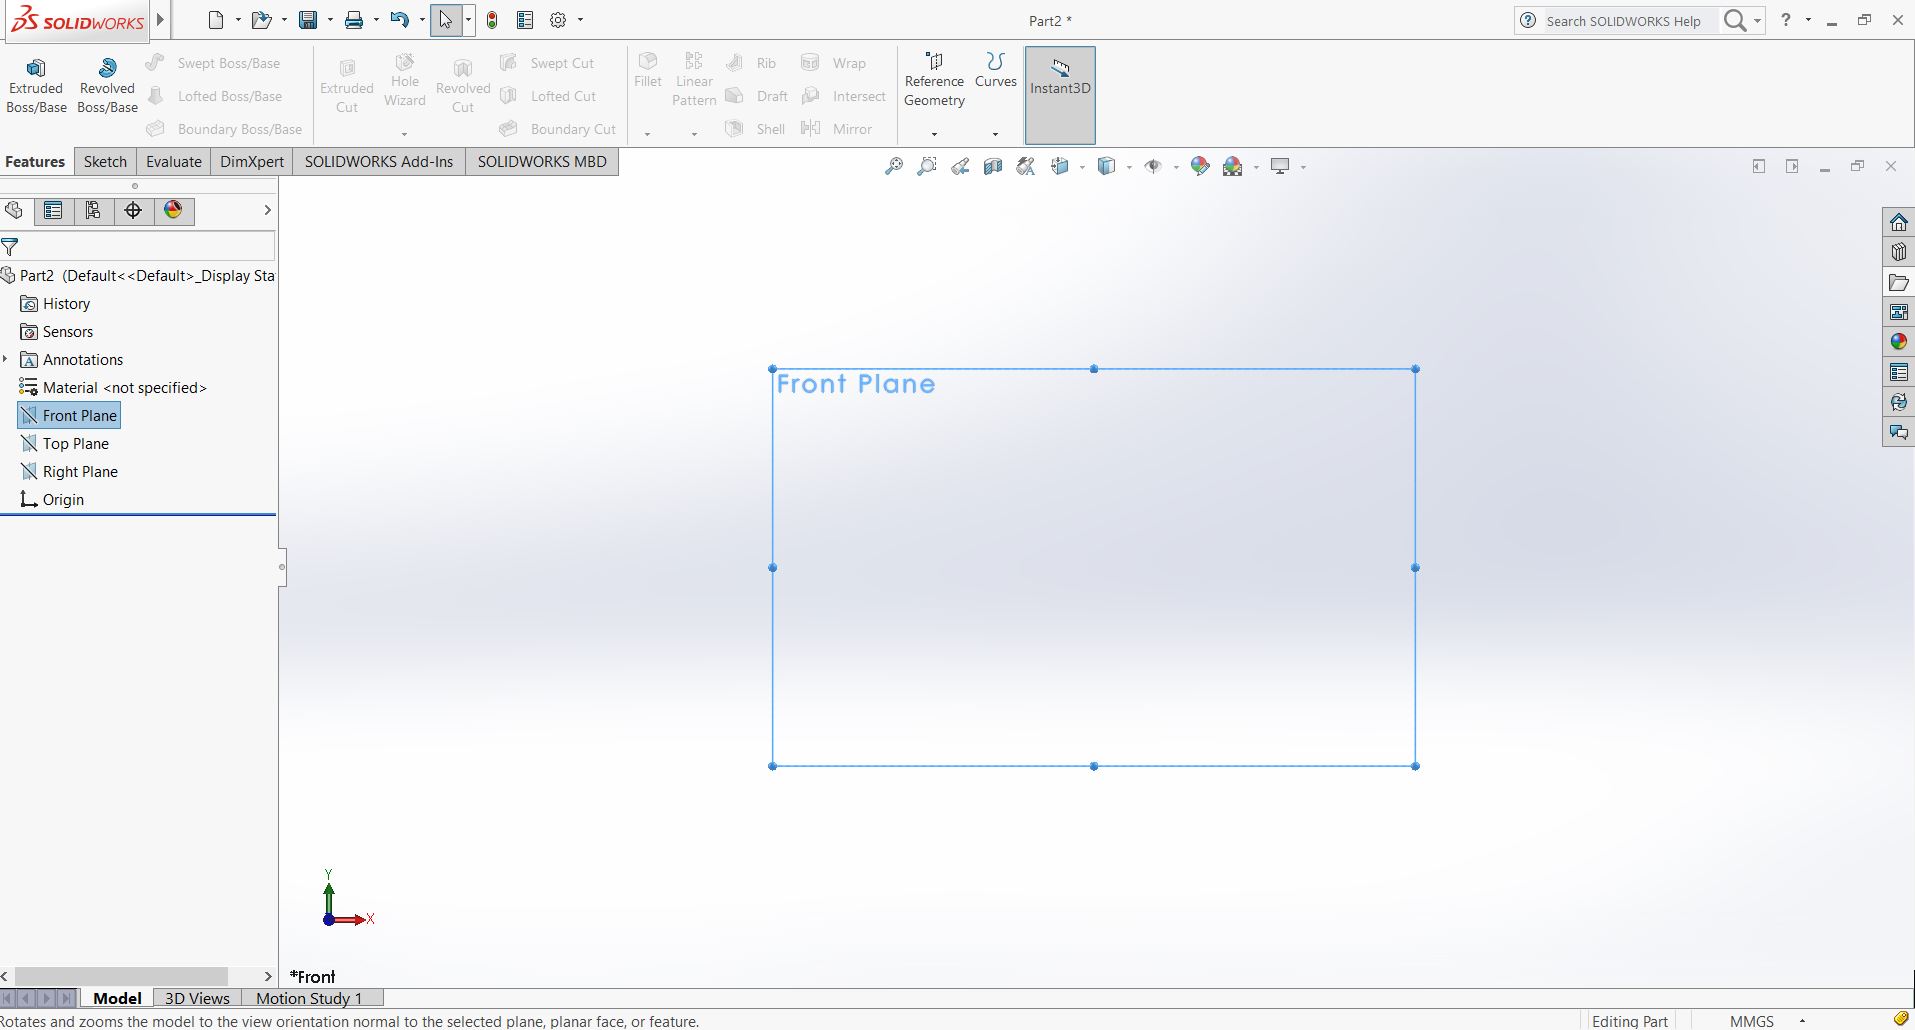 SOLIDWORKS
Part2 *
Search SOLIDWORKS Help
?
Extruded Boss/Base
Revolved Boss/Base
Swept Boss/Base
Lofted Boss/Base
Boundary Boss/Base
Extruded Cut
Hole Wizard
Revolved Cut
Swept Cut
Lofted Cut
Boundary Cut
Fillet
Linear Pattern
Rib
Draft
Shell
Wrap
Intersect
Mirror
Reference Geometry
Curves
Instant3D
Features
Sketch
Evaluate
DimXpert
SOLIDWORKS Add-Ins
SOLIDWORKS MBD
Part2 (Default<<Default>_Display Sta
History
Sensors
Annotations
Material <not specified>
Front Plane
Top Plane
Right Plane
Origin
Front Plane
Y
X
*Front
Model
3D Views
Motion Study 1
Rotates and zooms the model to the view orientation normal to the selected plane, planar face, or feature.
Editing Part
MMGS